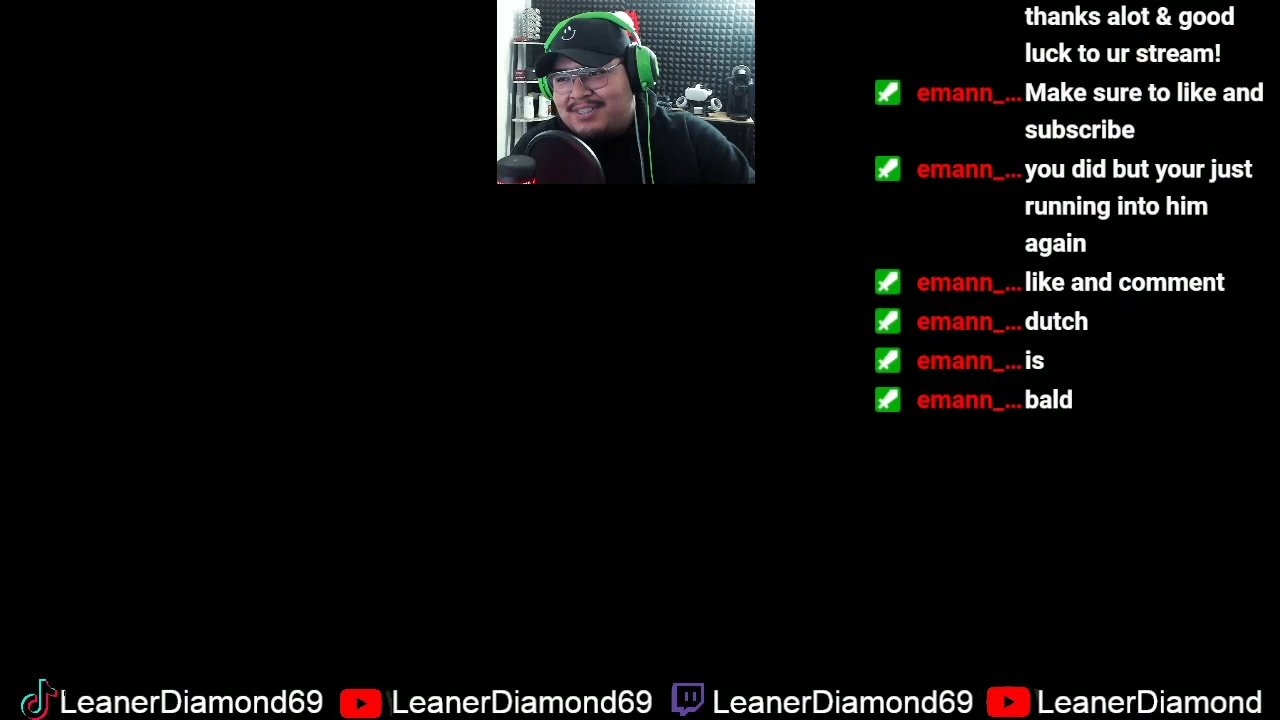 thanks alot & good
luck to ur stream!
emann_... Make sure to like and
subscribe
emann_... you did but your just
running into him
again
emann_... like and comment
emann_... dutch
emann_... is
emann_... bald
LeanerDiamond69 LeanerDiamond69 LeanerDiamond69 LeanerDiamond